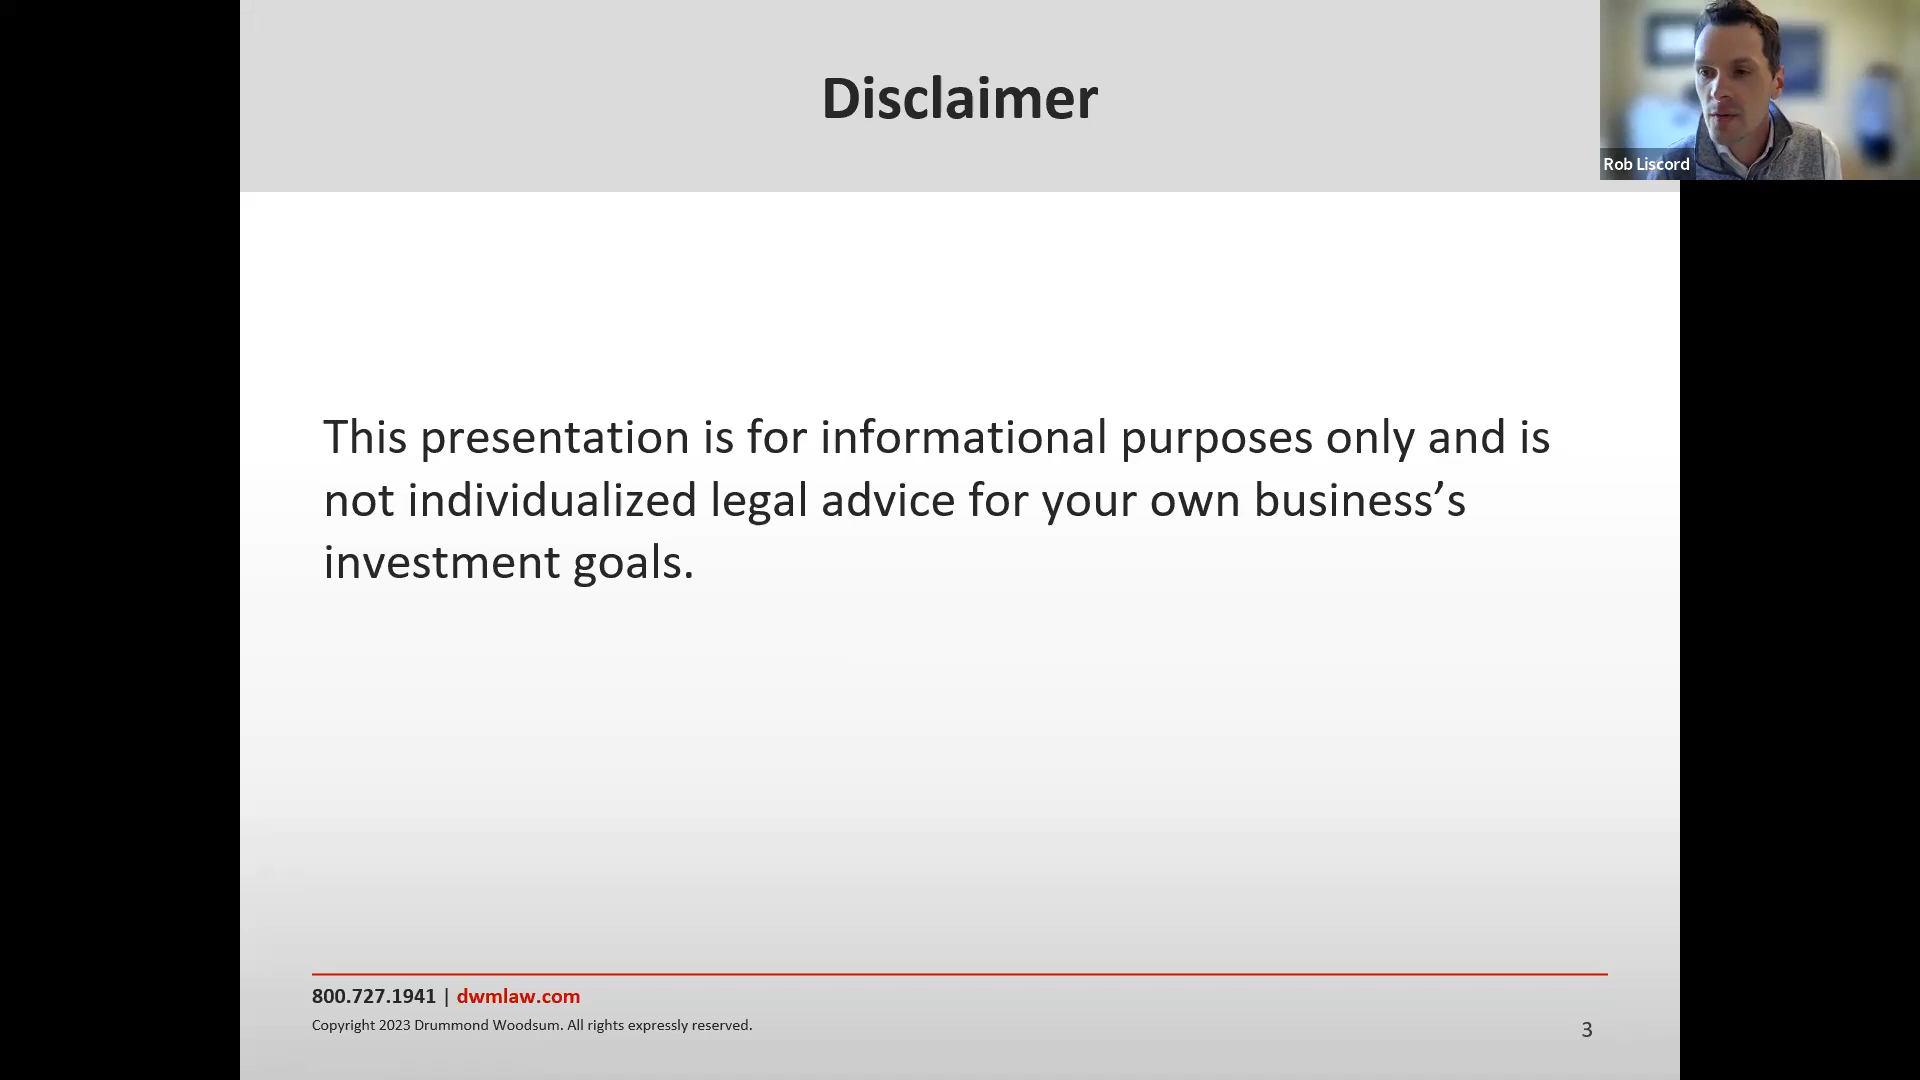 Disclaimer
Rob Liscord
This presentation is for informational purposes only and is
not individualized legal advice for your own business’s
investment goals.
800.727.1941 | dwmlaw.com
Copyright 2023 Drummond Woodsum. All rights expressly reserved.
3